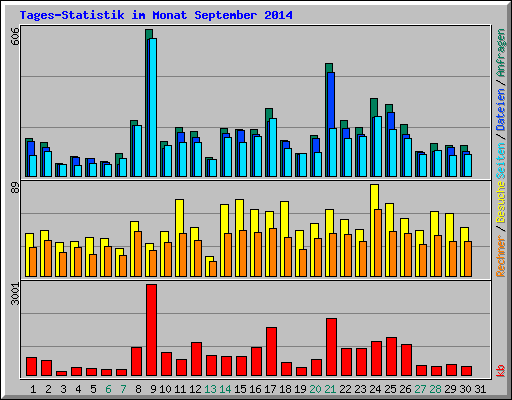 Tages-Statistik im Monat September 2014
606
89
3001
Rechner / Besuche Seiten / Dateien / Anfragen
kb
1 2 3 4 5 6 7 8 9 10 11 12 13 14 15 16 17 18 19 20 21 22 23 24 25 26 27 28 29 30 31